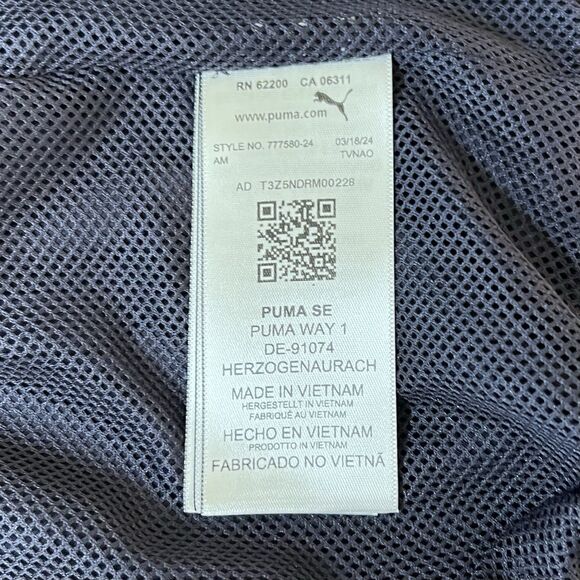 RN 62200 CA 06311
www.puma.com
STYLE NO. 777580-24 03/18/24
AM TVNAO
AD T3Z5NDRM00228
PUMA SE
PUMA WAY 1
DE-91074
HERZOGENAURACH
MADE IN VIETNAM
HERGESTELLT IN VIETNAM
FABRIQUÉ AU VIETNAM
HECHO EN VIETNAM
PRODOTTO IN VIETNAM
FABRICADO NO VIETNÃ